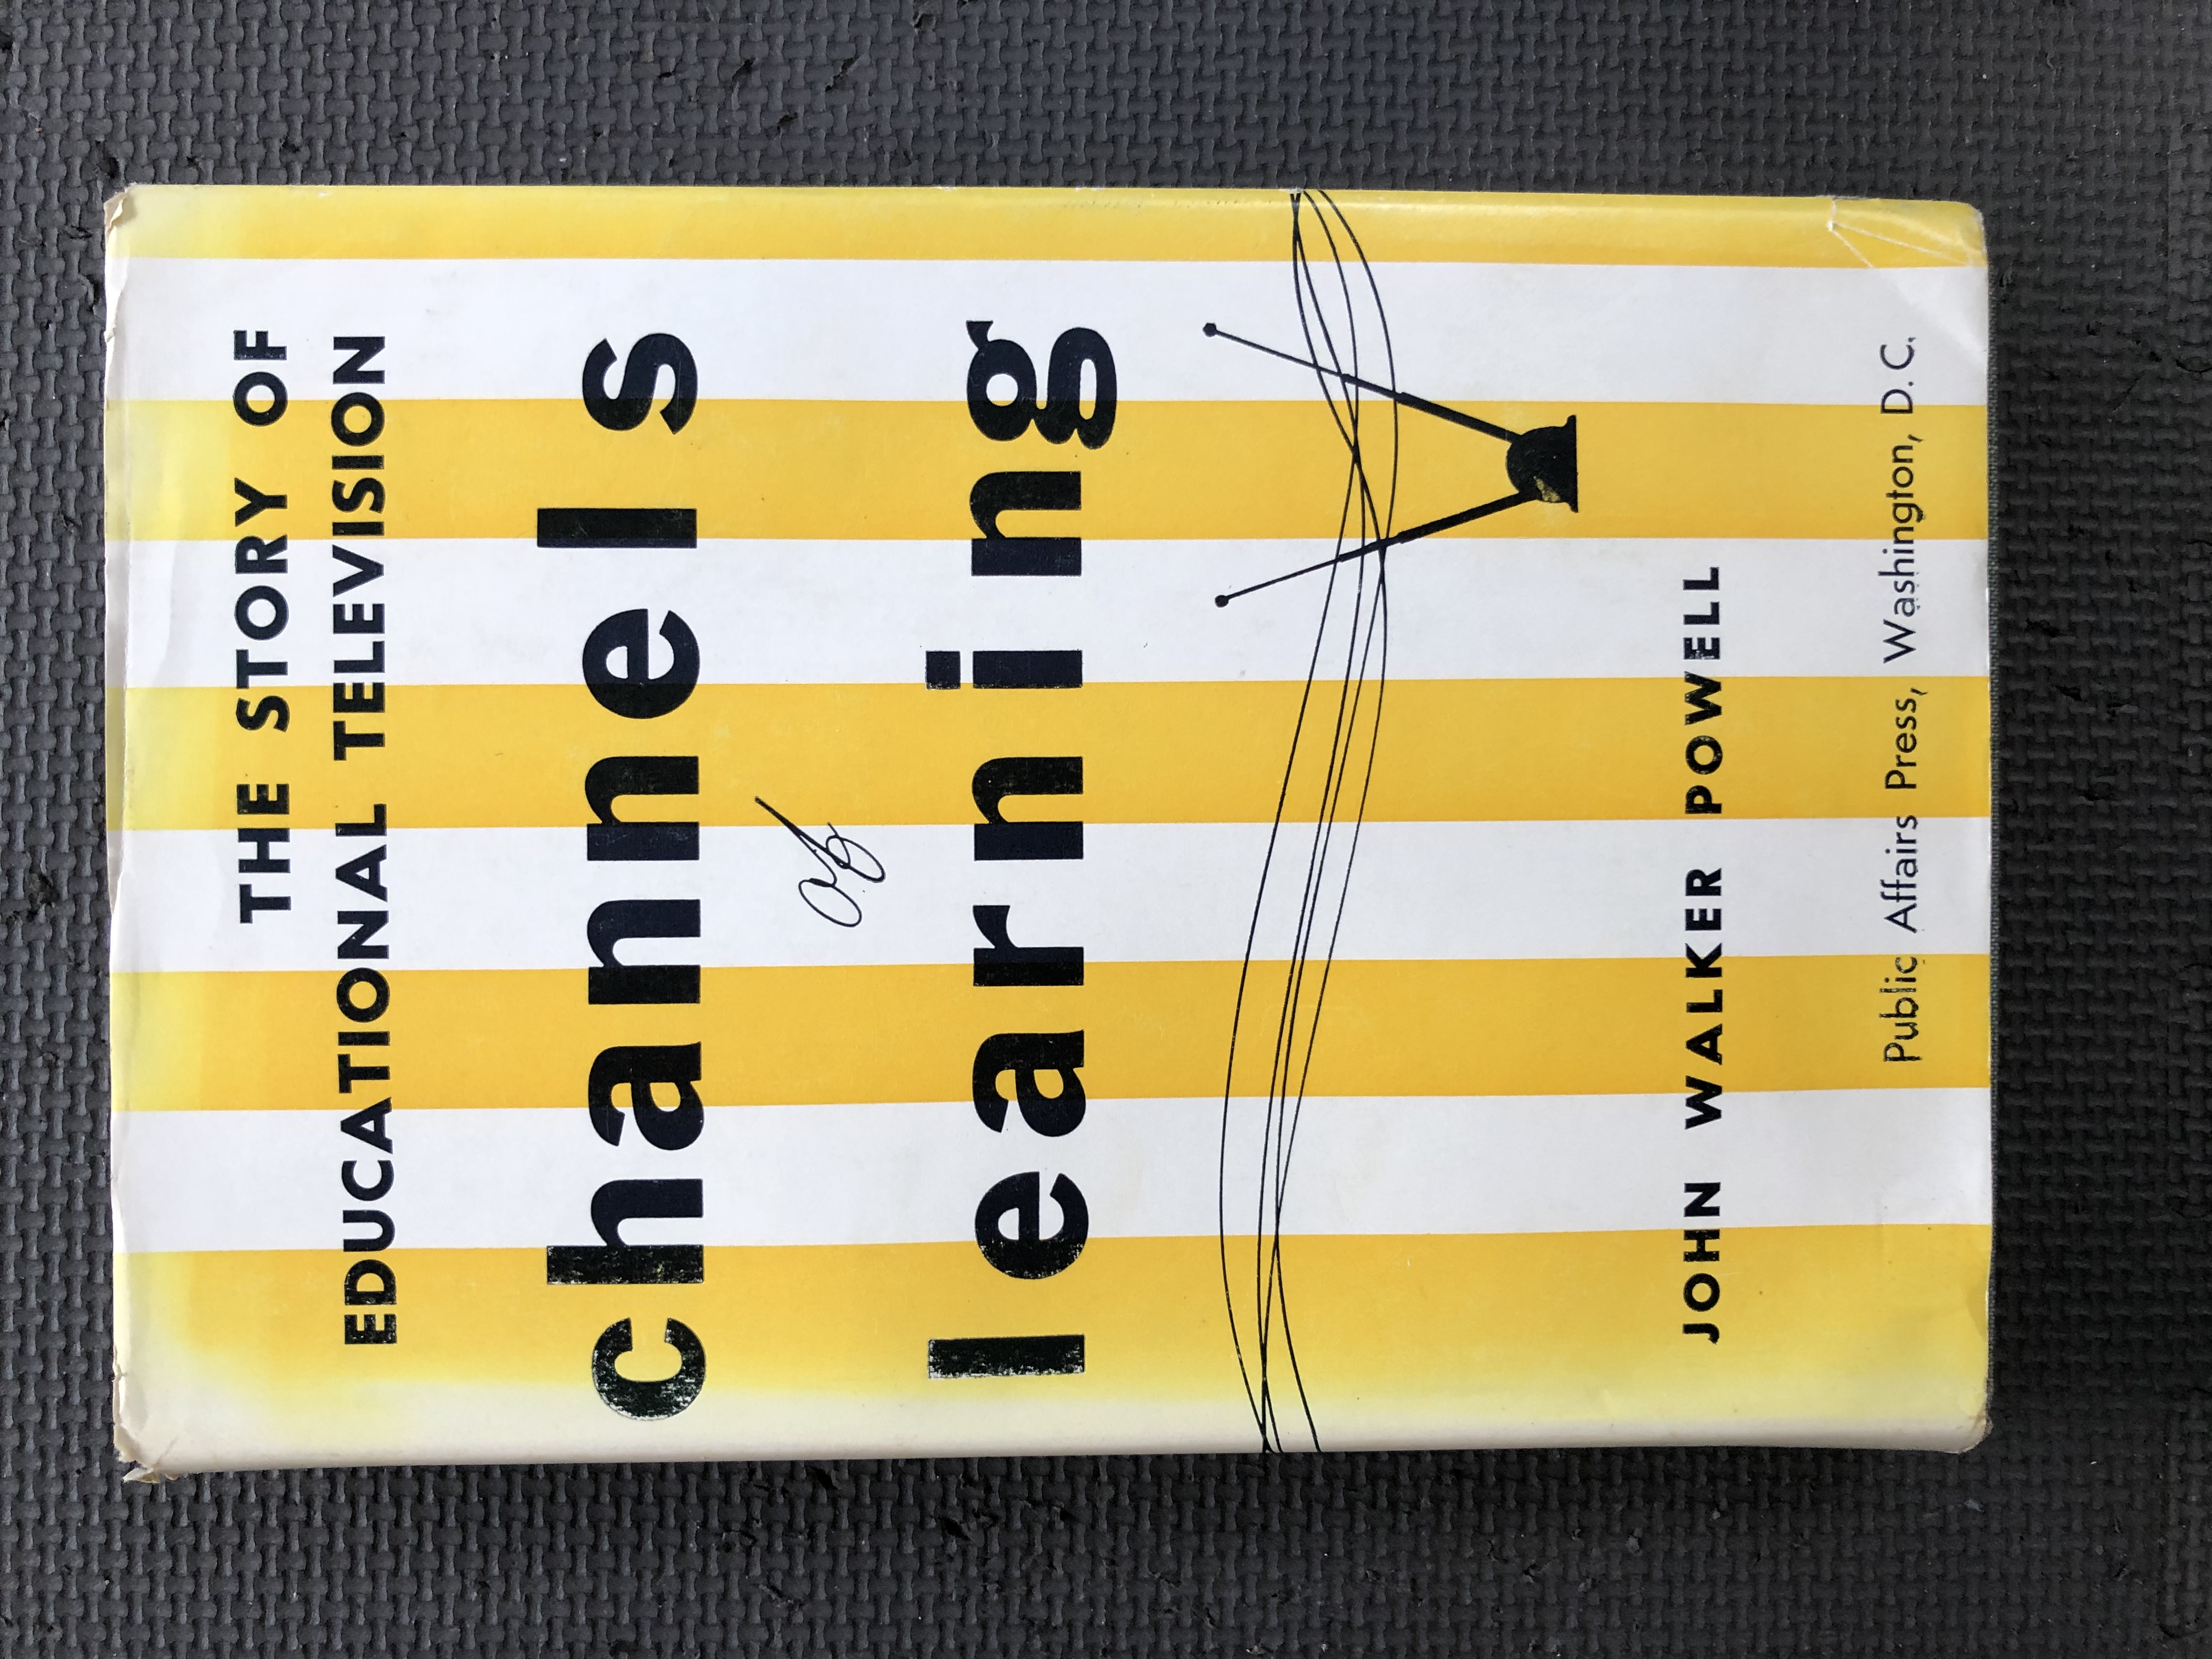 THE STORY OF
EDUCATIONAL TELEVISION
channels
of
learning
JOHN WALKER POWELL
Public Affairs Press, Washington, D.C.